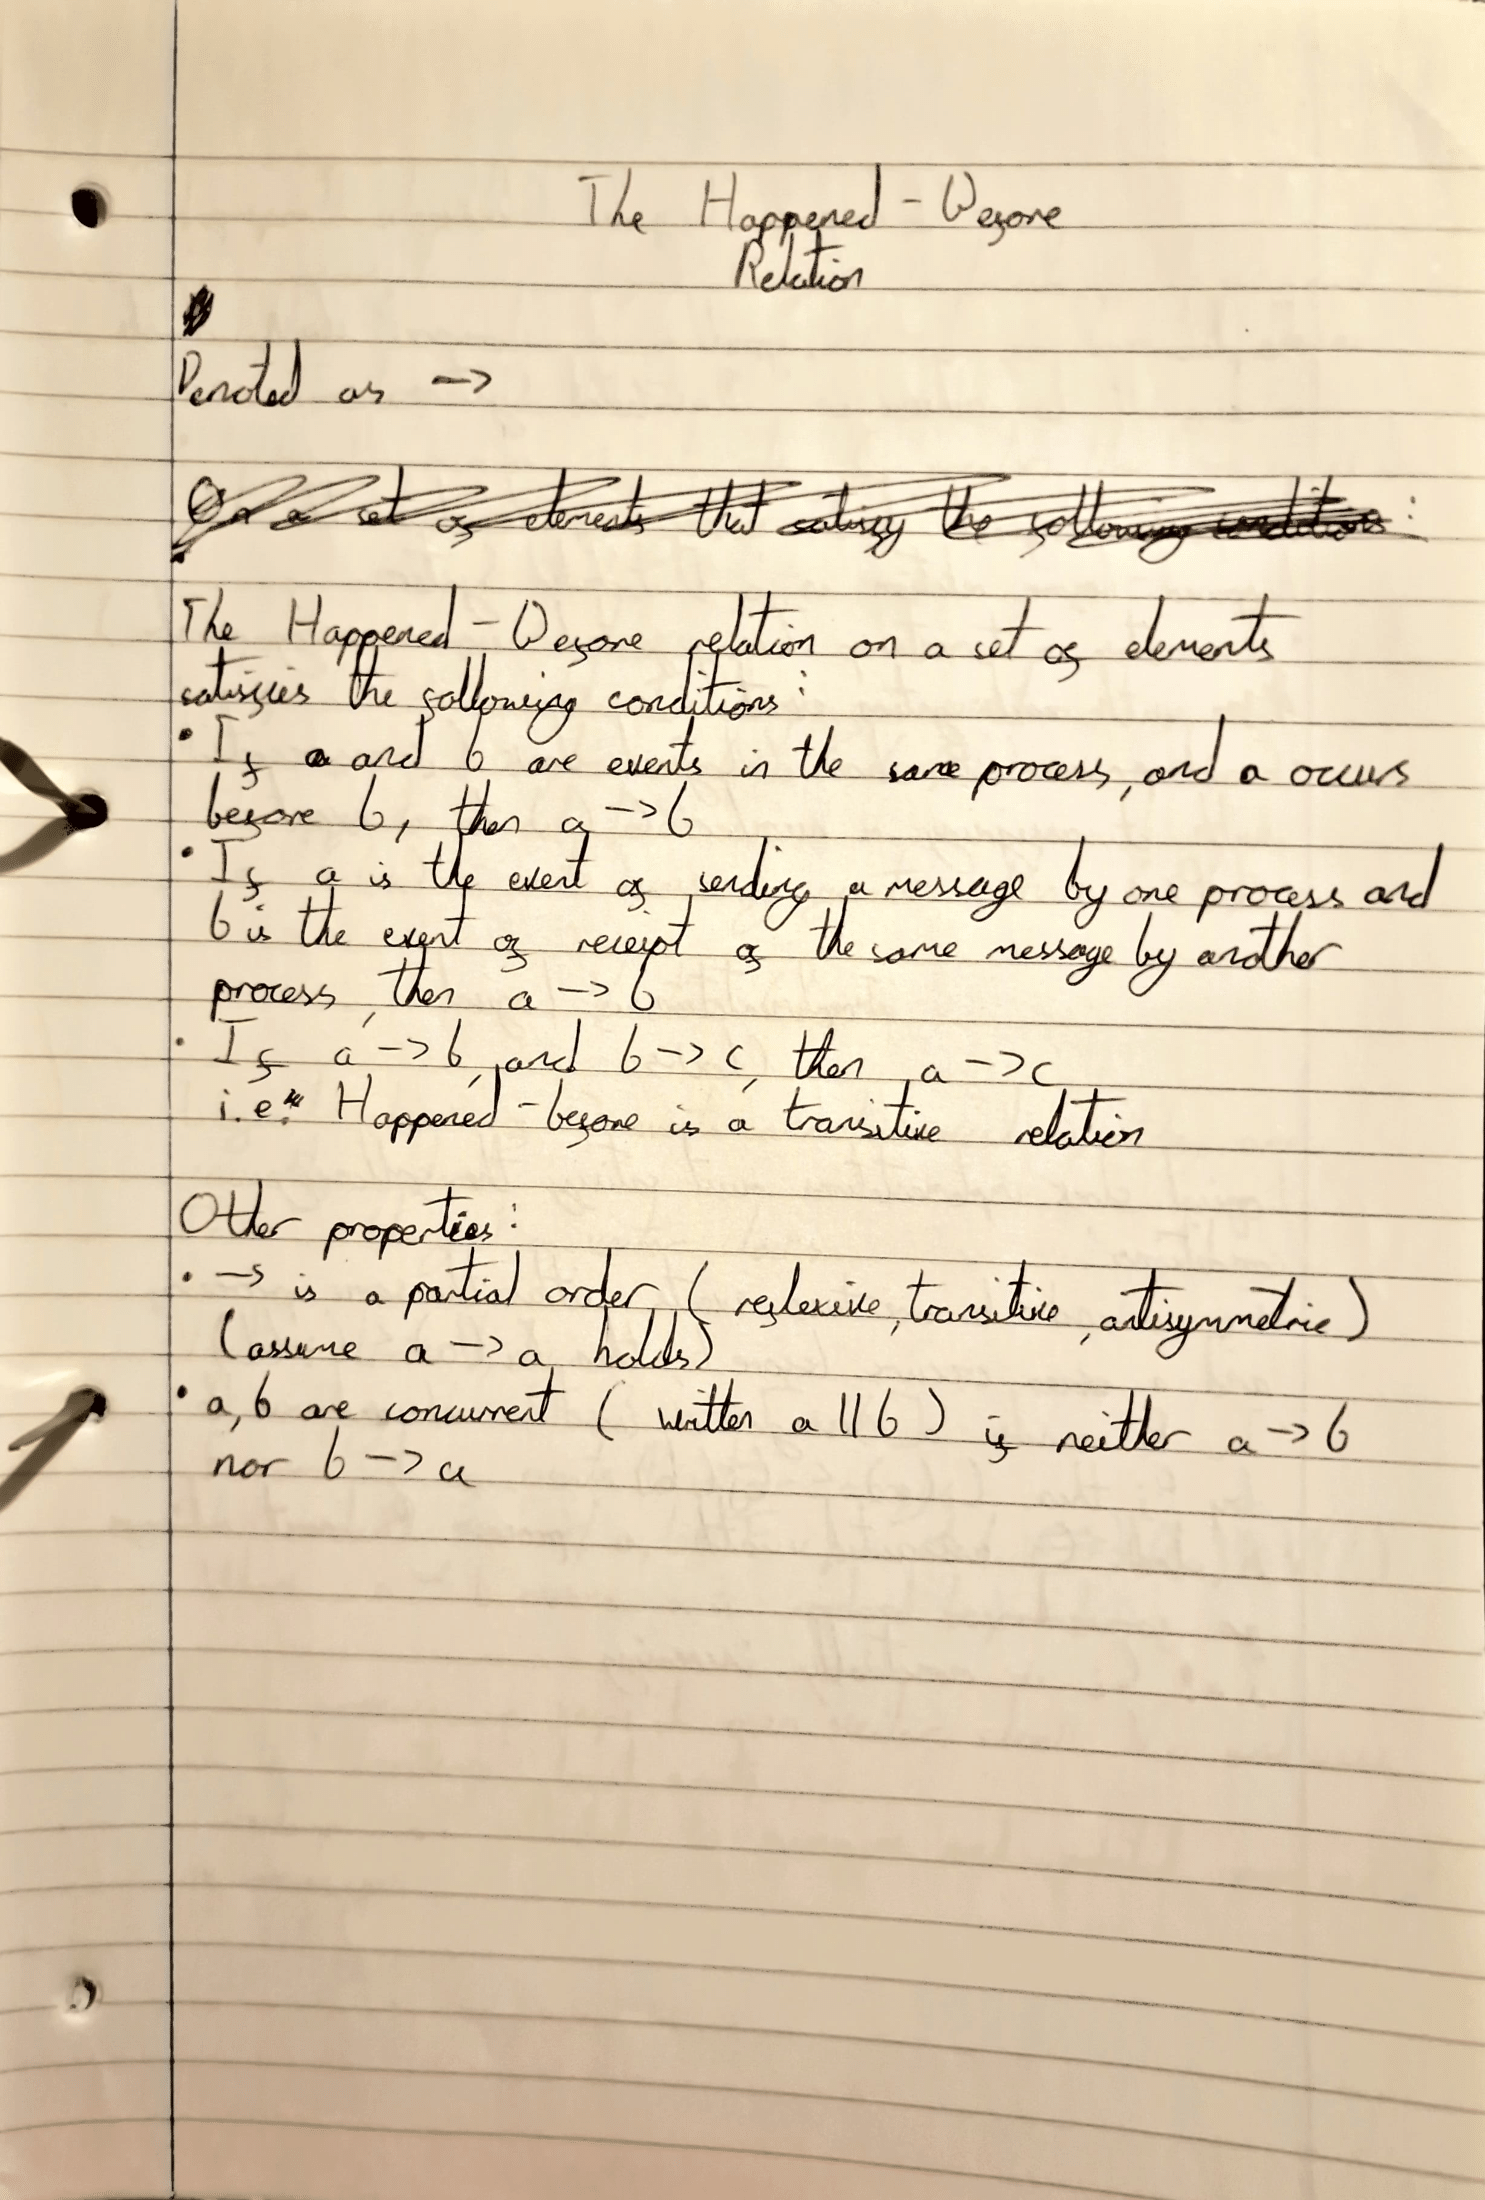 The Happened - Before
Relation
Denoted as ->
On a set of elements that satisfy the following conditions:
The Happened - Before relation on a set of elements
satisfies the following conditions:
• If a and b are events in the same process, and a occurs
before b, then a -> b
• If a is the event of sending a message by one process and
b is the event of receipt of the same message by another
process, then a -> b
• If a -> b, and b -> c, then a -> c
i.e. Happened - before is a transitive relation
Other properties:
• -> is a partial order (reflexive, transitive, antisymmetric)
(assume a -> a holds)
• a, b are concurrent (written a || b) if neither a -> b
nor b -> a